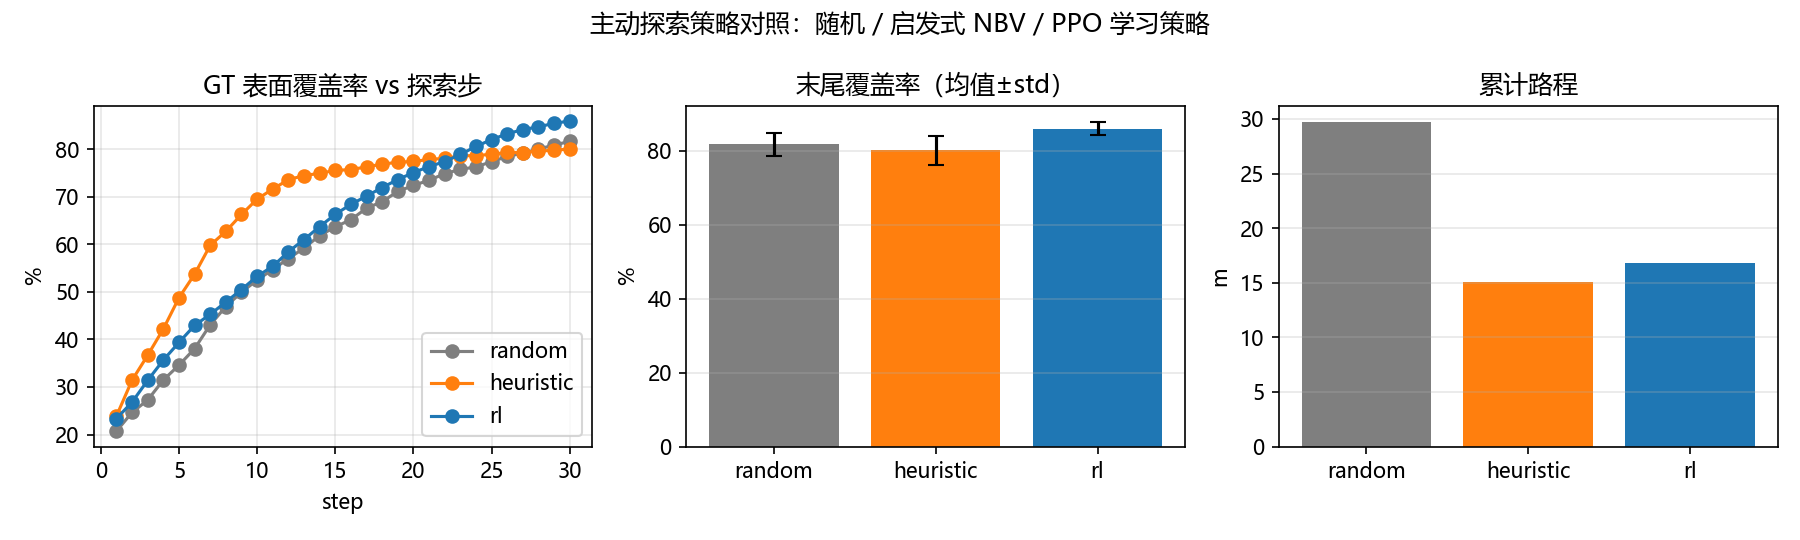 主动探索策略对照：随机 / 启发式 NBV / PPO 学习策略
GT 表面覆盖率 vs 探索步
%
80
70
60
50
40
30
20
0 5 10 15 20 25 30
step
random
heuristic
rl
末尾覆盖率（均值±std）
%
80
60
40
20
0
random heuristic rl
累计路程
m
30
25
20
15
10
5
0
random heuristic rl